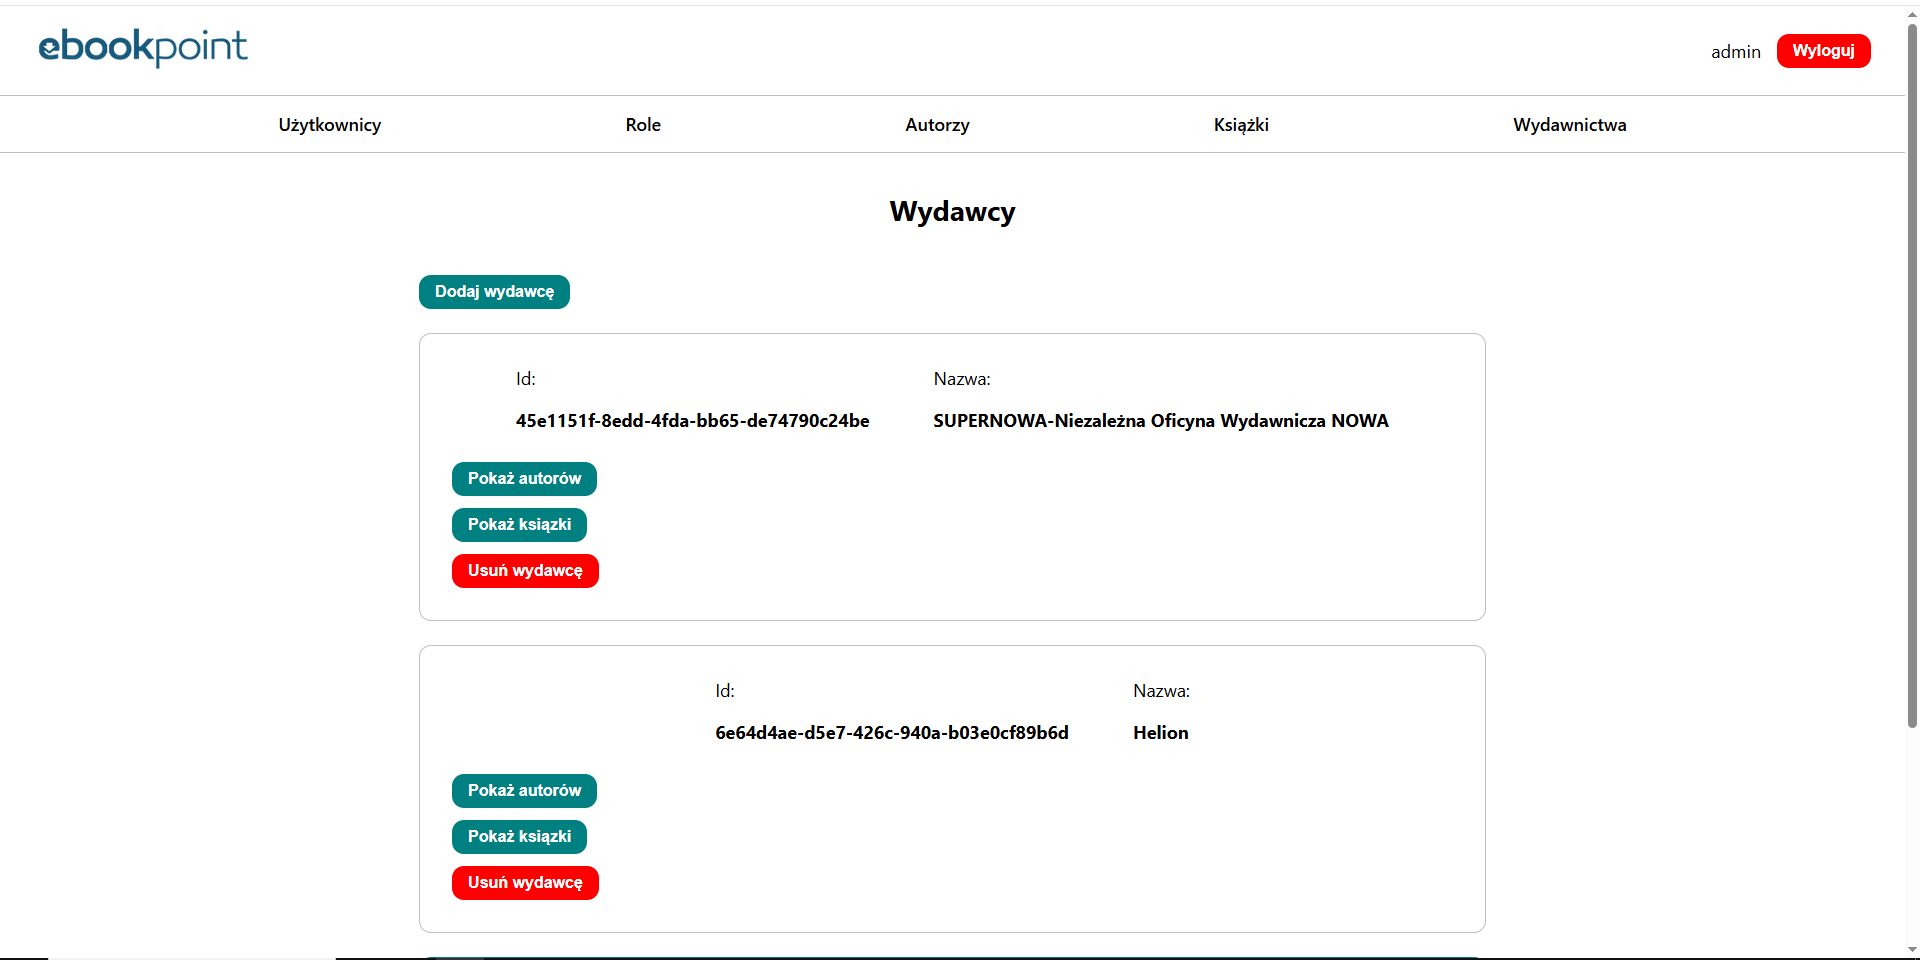 ebookpoint
admin Wyloguj
Użytkownicy Role Autorzy Książki Wydawnictwa
Wydawcy
Dodaj wydawcę
Id: Nazwa:
45e1151f-8edd-4fda-bb65-de74790c24be SUPERNOWA-Niezależna Oficyna Wydawnicza NOWA
Pokaż autorów
Pokaż ksiązki
Usuń wydawcę
Id: Nazwa:
6e64d4ae-d5e7-426c-940a-b03e0cf89b6d Helion
Pokaż autorów
Pokaż ksiązki
Usuń wydawcę